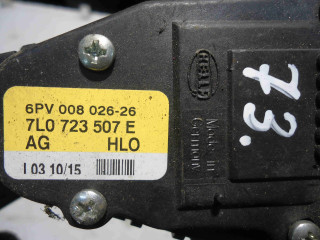 6PV 008 026-26
7L0 723 507 E
AG HLO
I 03 10/15
HELLA
Made in
Germany
73.